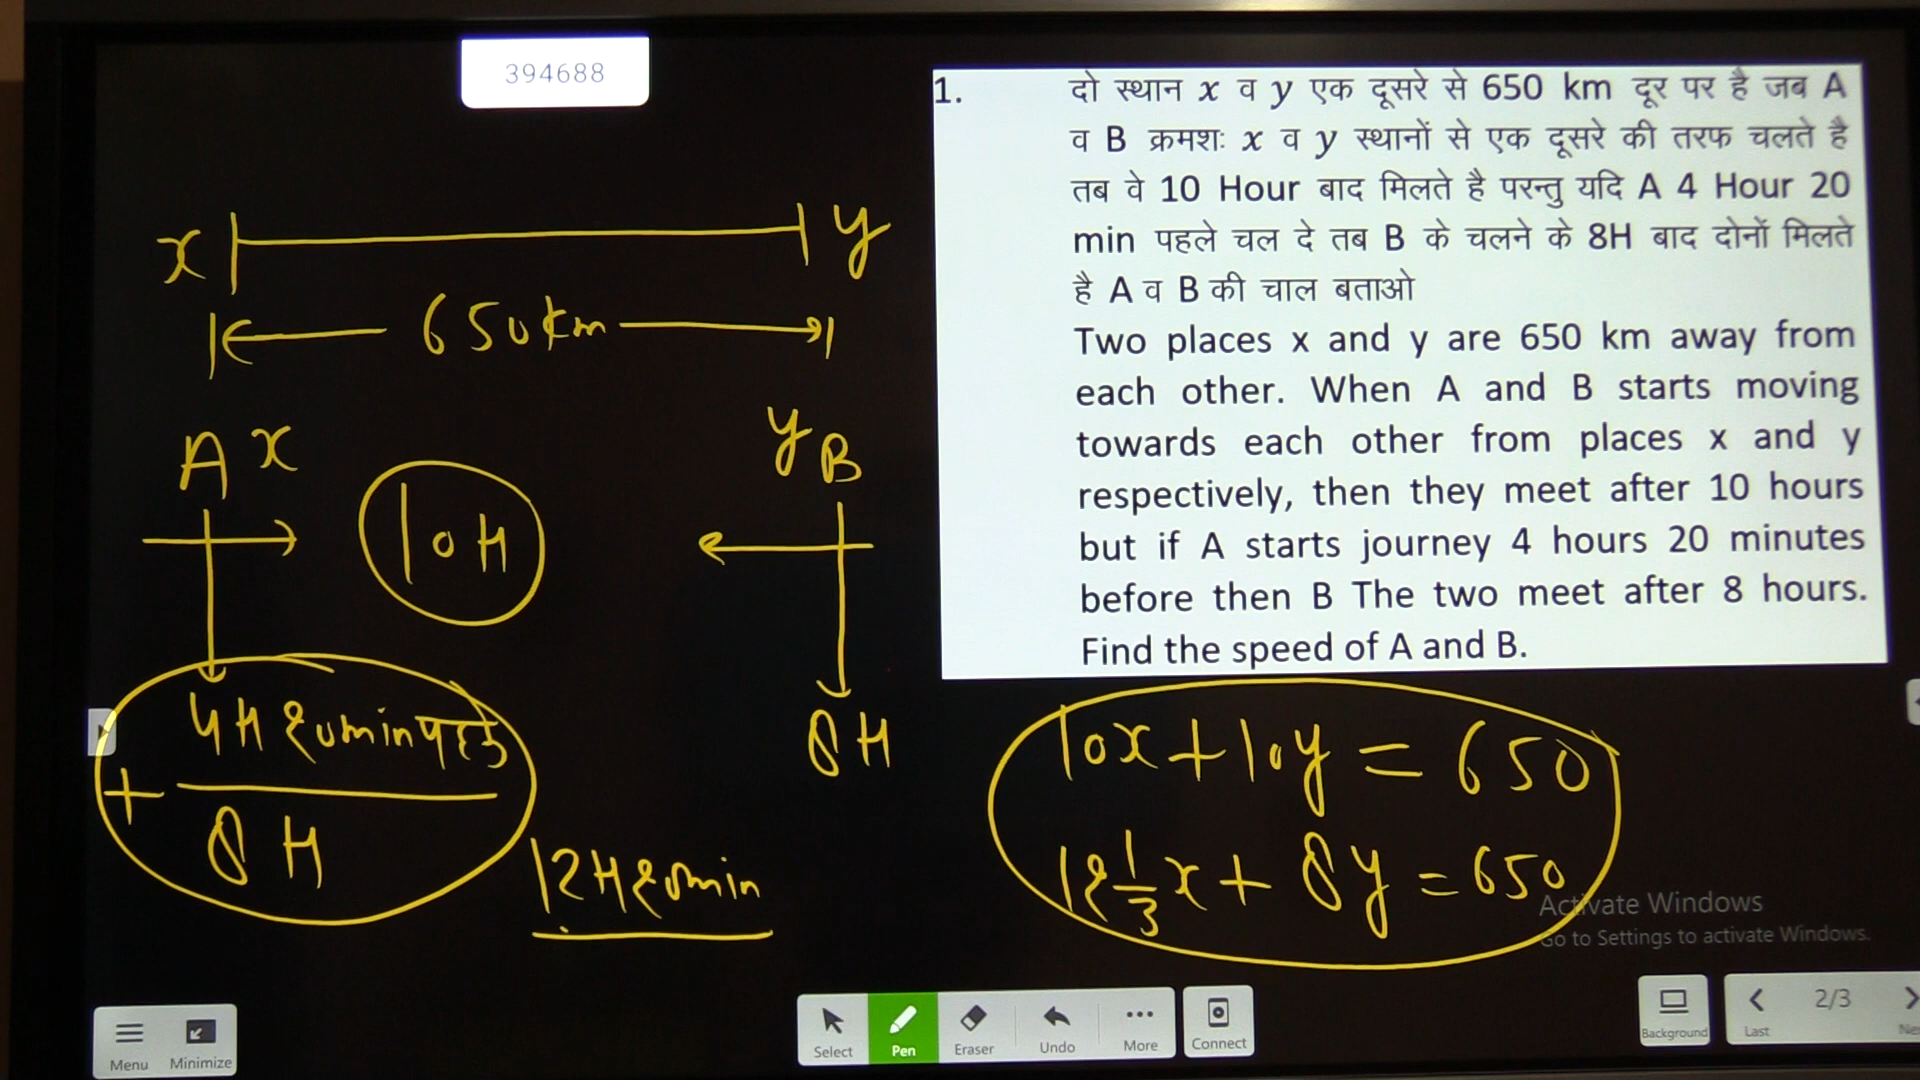 394688
1. दो स्थान x व y एक दूसरे से 650 km दूर पर है जब A
व B क्रमशः x व y स्थानों से एक दूसरे की तरफ चलते है
तब वे 10 Hour बाद मिलते है परन्तु यदि A 4 Hour 20
min पहले चल दे तब B के चलने के 8H बाद दोनों मिलते
है A व B की चाल बताओ
Two places x and y are 650 km away from
each other. When A and B starts moving
towards each other from places x and y
respectively, then they meet after 10 hours
but if A starts journey 4 hours 20 minutes
before then B The two meet after 8 hours.
Find the speed of A and B.
x y
650km
A x y B
10H
4H 20min पहले
+ 8H
8H
12H20min
10x+10y=650
12 1/3 x + 8y = 650
Activate Windows
Go to Settings to activate Windows.
Menu Minimize
Select Pen Eraser Undo More Connect
Background
2/3
Last